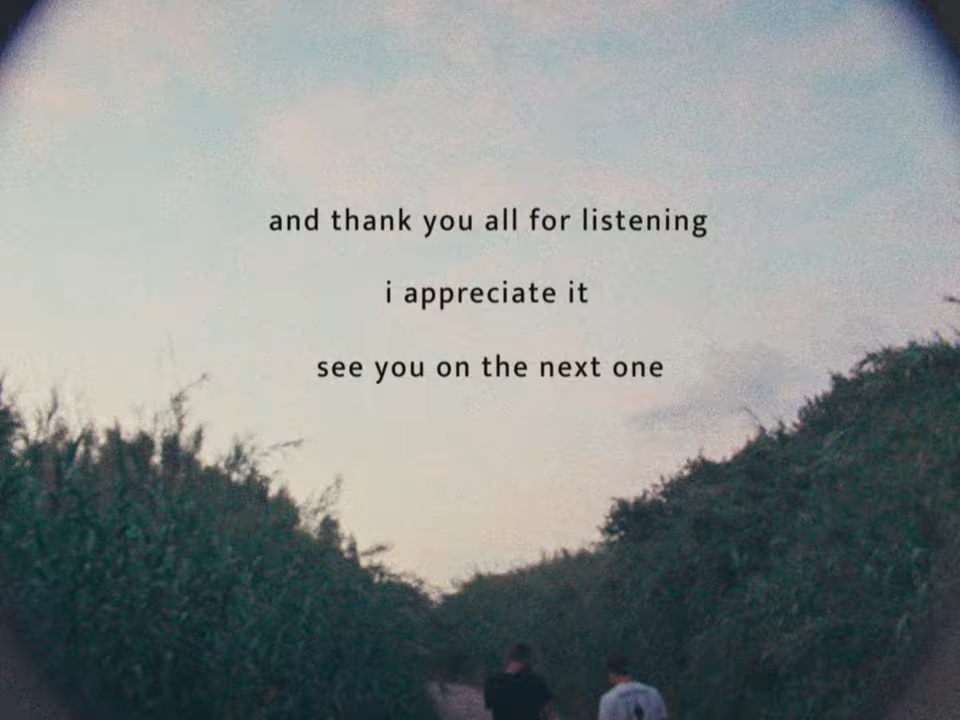 and thank you all for listening
i appreciate it
see you on the next one